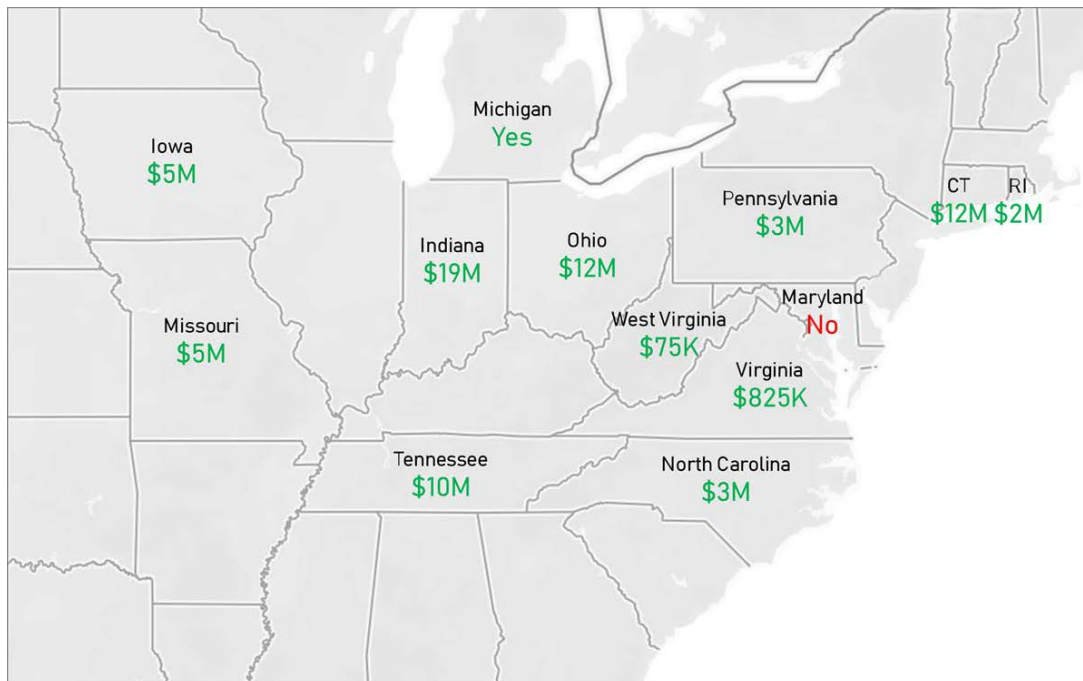 Michigan
Yes
Iowa
$5M
CT
$12M
RI
$2M
Pennsylvania
$3M
Indiana
$19M
Ohio
$12M
Maryland
No
Missouri
$5M
West Virginia
$75K
Virginia
$825K
Tennessee
$10M
North Carolina
$3M